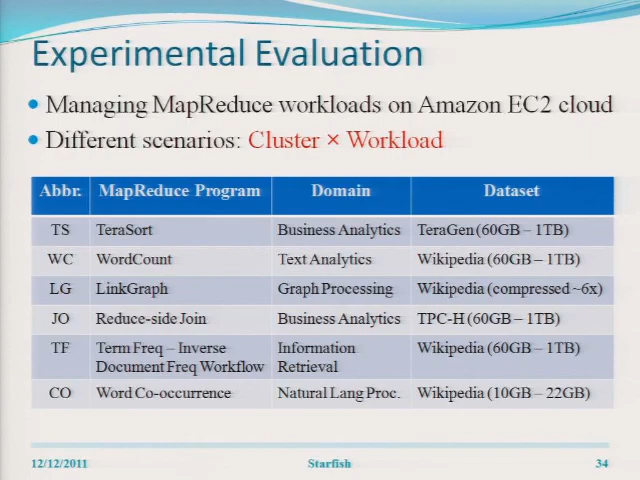 Experimental Evaluation
Managing MapReduce workloads on Amazon EC2 cloud
Different scenarios: Cluster × Workload
Abbr. MapReduce Program Domain Dataset
TS TeraSort Business Analytics TeraGen (60GB – 1TB)
WC WordCount Text Analytics Wikipedia (60GB – 1TB)
LG LinkGraph Graph Processing Wikipedia (compressed ~6x)
JO Reduce-side Join Business Analytics TPC-H (60GB – 1TB)
TF Term Freq – Inverse Information Wikipedia (60GB – 1TB)
Document Freq Workflow Retrieval
CO Word Co-occurrence Natural Lang Proc. Wikipedia (10GB – 22GB)
12/12/2011 Starfish 34